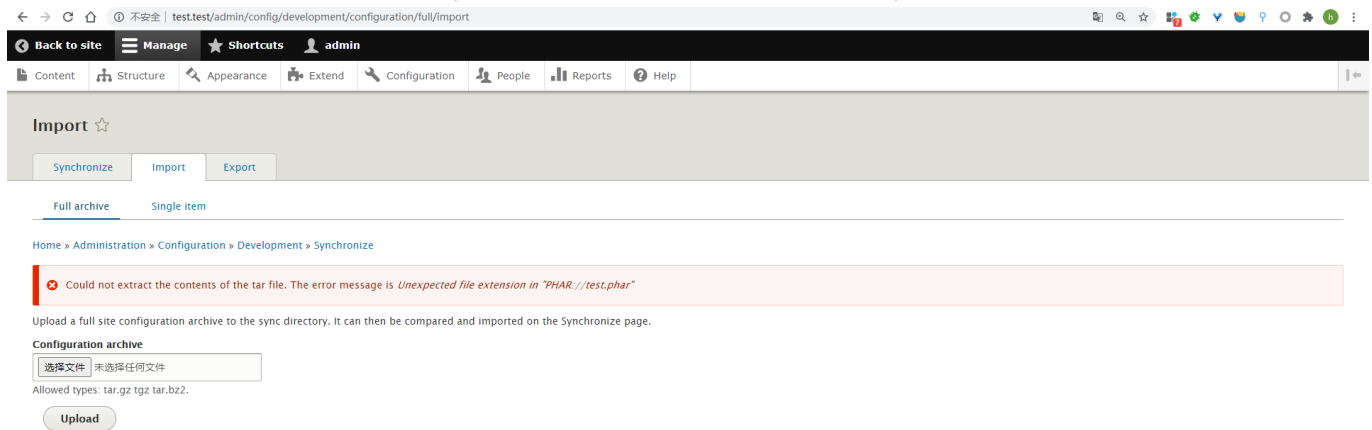 不安全 | test.test/admin/config/development/configuration/full/import
7
h
Back to site Manage Shortcuts admin
Content Structure Appearance Extend Configuration People Reports Help
Import
Synchronize Import Export
Full archive Single item
Home » Administration » Configuration » Development » Synchronize
Could not extract the contents of the tar file. The error message is Unexpected file extension in "PHAR://test.phar"
Upload a full site configuration archive to the sync directory. It can then be compared and imported on the Synchronize page.
Configuration archive
选择文件 未选择任何文件
Allowed types: tar.gz tgz tar.bz2.
Upload